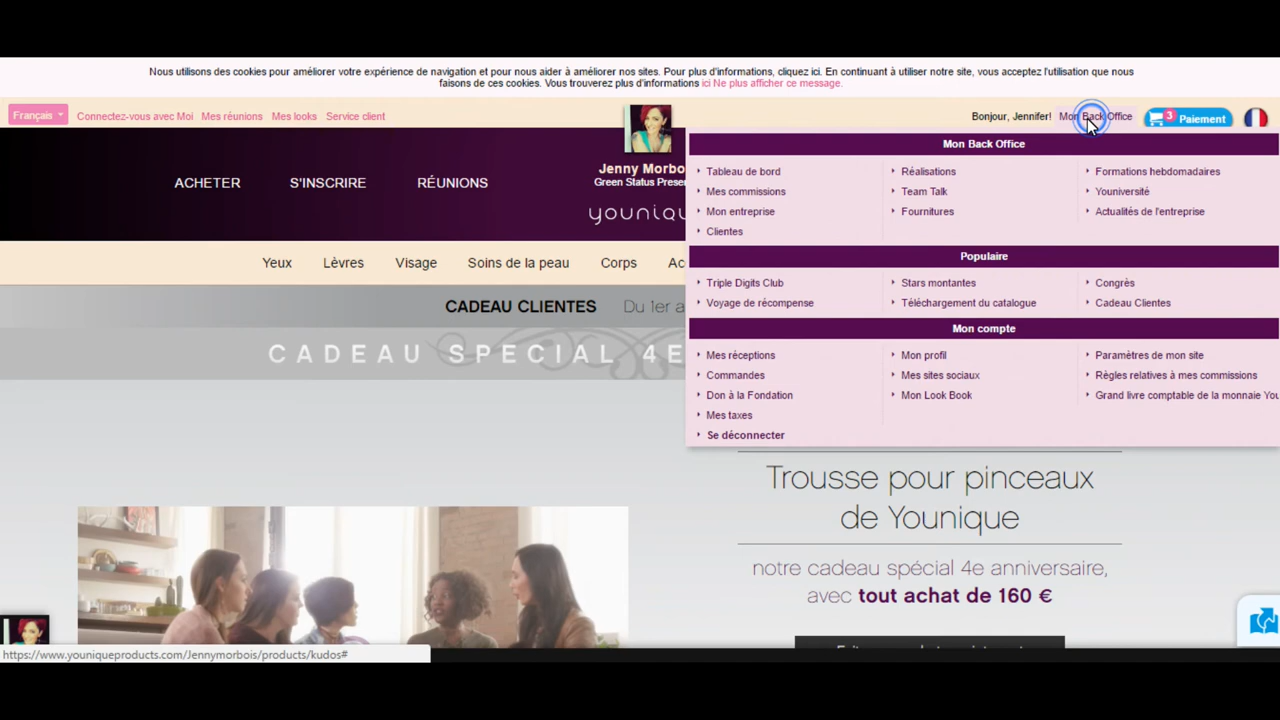 Nous utilisons des cookies pour améliorer votre expérience de navigation et pour nous aider à améliorer nos sites. Pour plus d'informations, cliquez ici. En continuant à utiliser notre site, vous acceptez l'utilisation que nous
faisons de ces cookies. Vous trouverez plus d'informations ici Ne plus afficher ce message.
Français Connectez-vous avec Moi Mes réunions Mes looks Service client Bonjour, Jennifer! Mon Back Office 3 Paiement
ACHETER S'INSCRIRE RÉUNIONS
Jenny Morbo
Green Status Presen
youniqu
Mon Back Office
Tableau de bord Réalisations Formations hebdomadaires
Mes commissions Team Talk Youniversité
Mon entreprise Fournitures Actualités de l'entreprise
Clientes
Populaire
Triple Digits Club Stars montantes Congrès
Voyage de récompense Téléchargement du catalogue Cadeau Clientes
Mon compte
Mes réceptions Mon profil Paramètres de mon site
Commandes Mes sites sociaux Règles relatives à mes commissions
Don à la Fondation Mon Look Book Grand livre comptable de la monnaie You
Mes taxes
Se déconnecter
Yeux Lèvres Visage Soins de la peau Corps Ac
CADEAU CLIENTES Du 1er a
CADEAU SPECIAL 4E
Trousse pour pinceaux
de Younique
notre cadeau spécial 4e anniversaire,
avec tout achat de 160 €
https://www.youniqueproducts.com/Jennymorbois/products/kudos#